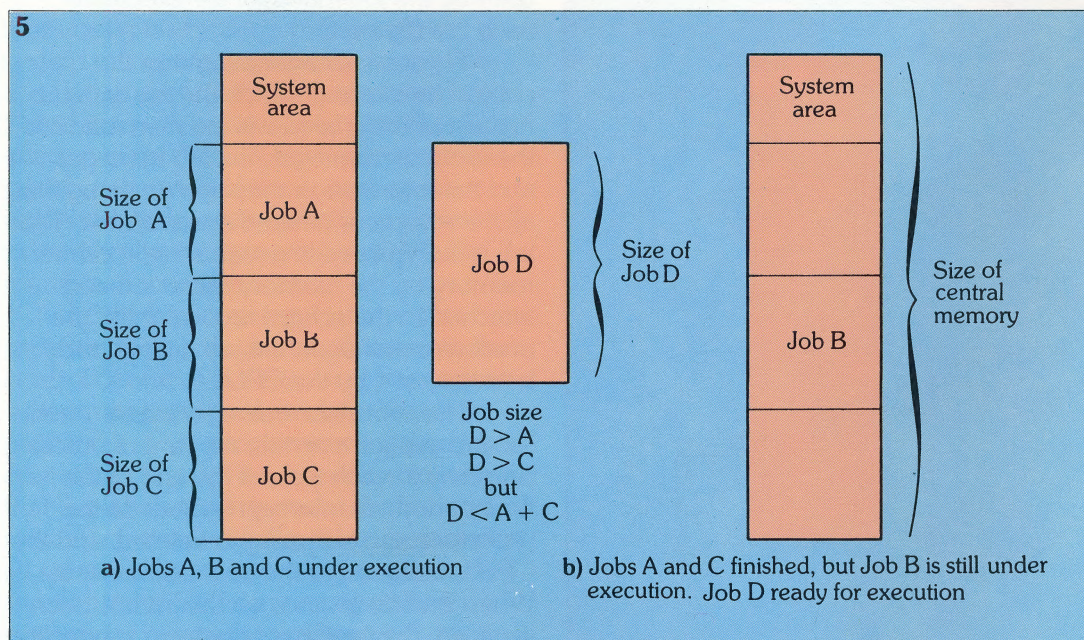 5
System
area
Size of
Job A
Job A
Size of
Job B
Job B
Size of
Job C
Job C
a) Jobs A, B and C under execution
Job D
Size of
Job D
Job size
D > A
D > C
but
D < A + C
System
area
Job B
Size of
central
memory
b) Jobs A and C finished, but Job B is still under
execution. Job D ready for execution